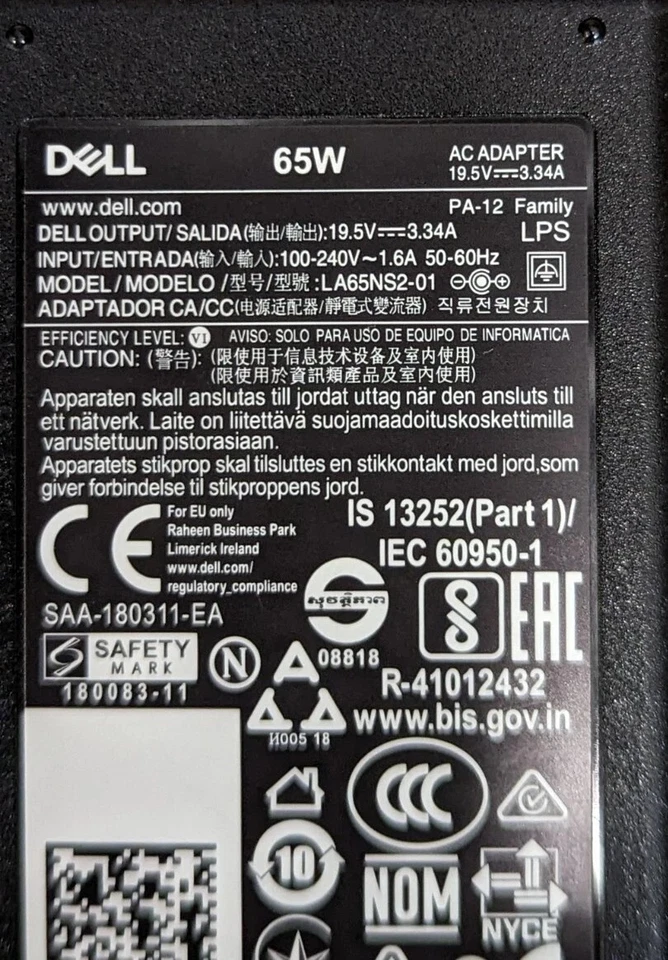 DELL 65W AC ADAPTER
19.5V⎓3.34A
www.dell.com PA-12 Family
DELL OUTPUT/ SALIDA(输出/輸出):19.5V⎓3.34A LPS
INPUT/ENTRADA(输入/輸入):100-240V~1.6A 50-60Hz
MODEL/MODELO/型号/型號:LA65NS2-01
ADAPTADOR CA/CC(电源适配器/靜電式變流器) 직류전원장치
EFFICIENCY LEVEL: VI AVISO: SOLO PARA USO DE EQUIPO DE INFORMATICA
CAUTION: (警告): (限使用于信息技术设备及室内使用)
(限使用於資訊類產品及室內使用)
Apparaten skall anslutas till jordat uttag när den ansluts till
ett nätverk. Laite on liitettävä suojamaadoituskoskettimilla
varustettuun pistorasiaan.
Apparatets stikprop skal tilsluttes en stikkontakt med jord,som
giver forbindelse til stikproppens jord.
CE
For EU only
Raheen Business Park
Limerick Ireland
www.dell.com/
regulatory_compliance
IS 13252(Part 1)/
IEC 60950-1
SAA-180311-EA
EAC
SAFETY
MARK
180083-11
N
08818
R-41012432
www.bis.gov.in
И005 18
CCC
10
NOM
NYCE